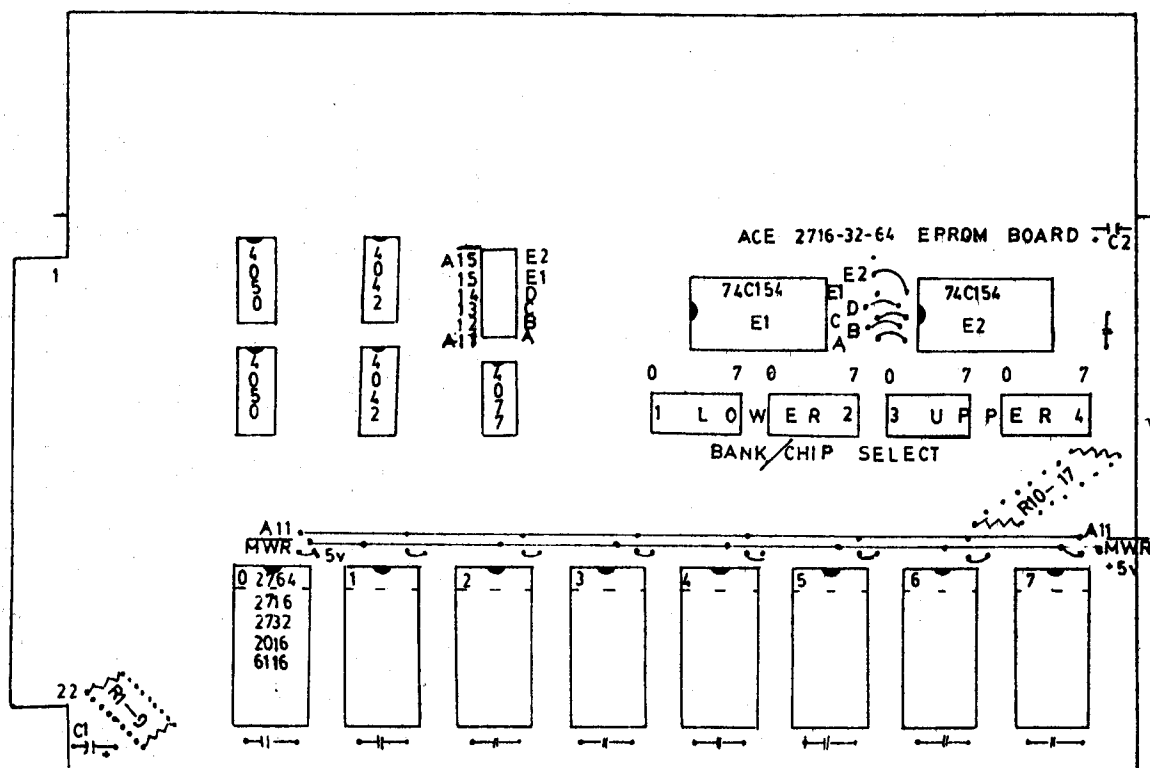 ACE 2716-32-64 EPROM BOARD
C2
1
4050
4042
A15
15
14
13
12
A11
E2
E1
D
C
B
A
74C154
E1
E2
E1
D
C
B
A
74C154
E2
4050
4042
4077
0 7 0 7 0 7 0 7
1 LOWER 2 3 UPPER 4
BANK/CHIP SELECT
R10-17
A11
MWR
+5v
A11
MWR
+5v
0 2764
2716
2732
2016
6116
1
2
3
4
5
6
7
22
R1-9
C1
+